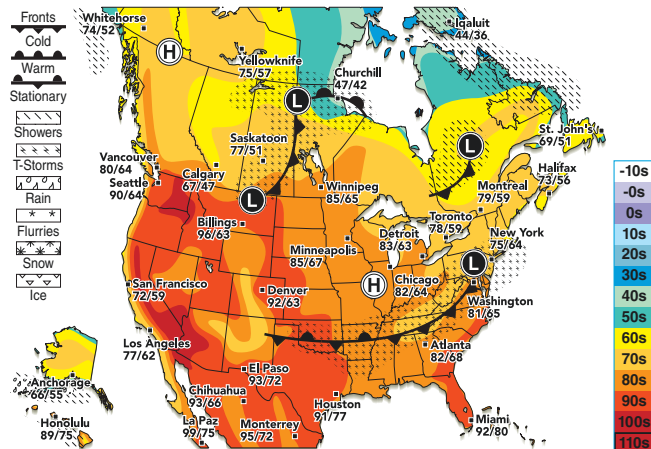 Fronts
Cold
Warm
Stationary
Showers
T-Storms
Rain
Flurries
Snow
Ice
Whitehorse
74/52
H
Iqaluit
44/36
Yellowknife
75/57
Churchill
47/42
L
Saskatoon
77/51
L
St. John's
69/51
Vancouver
80/64
Calgary
67/47
Halifax
73/56
Seattle
90/64
L
Winnipeg
85/65
Montreal
79/59
Billings
96/63
Toronto
78/59
Minneapolis
85/67
Detroit
83/63
New York
75/64
L
San Francisco
72/59
Denver
92/63
H
Chicago
82/64
Washington
81/65
Los Angeles
77/62
Atlanta
82/68
El Paso
93/72
Anchorage
66/55
Chihuahua
93/66
Houston
91/77
Honolulu
89/75
La Paz
99/75
Monterrey
95/72
Miami
92/80
-10s
-0s
0s
10s
20s
30s
40s
50s
60s
70s
80s
90s
100s
110s